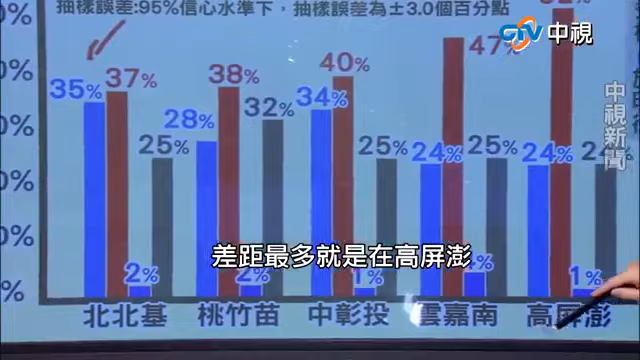 抽樣誤差:95%信心水準下，抽樣誤差為±3.0個百分點
CTV中視
中視新聞
35% 37% 25% 2%
28% 38% 32% 2%
34% 40% 25% 1%
24% 47% 25%
24% 1%
差距最多就是在高屏澎
北北基 桃竹苗 中彰投 雲嘉南 高屏澎